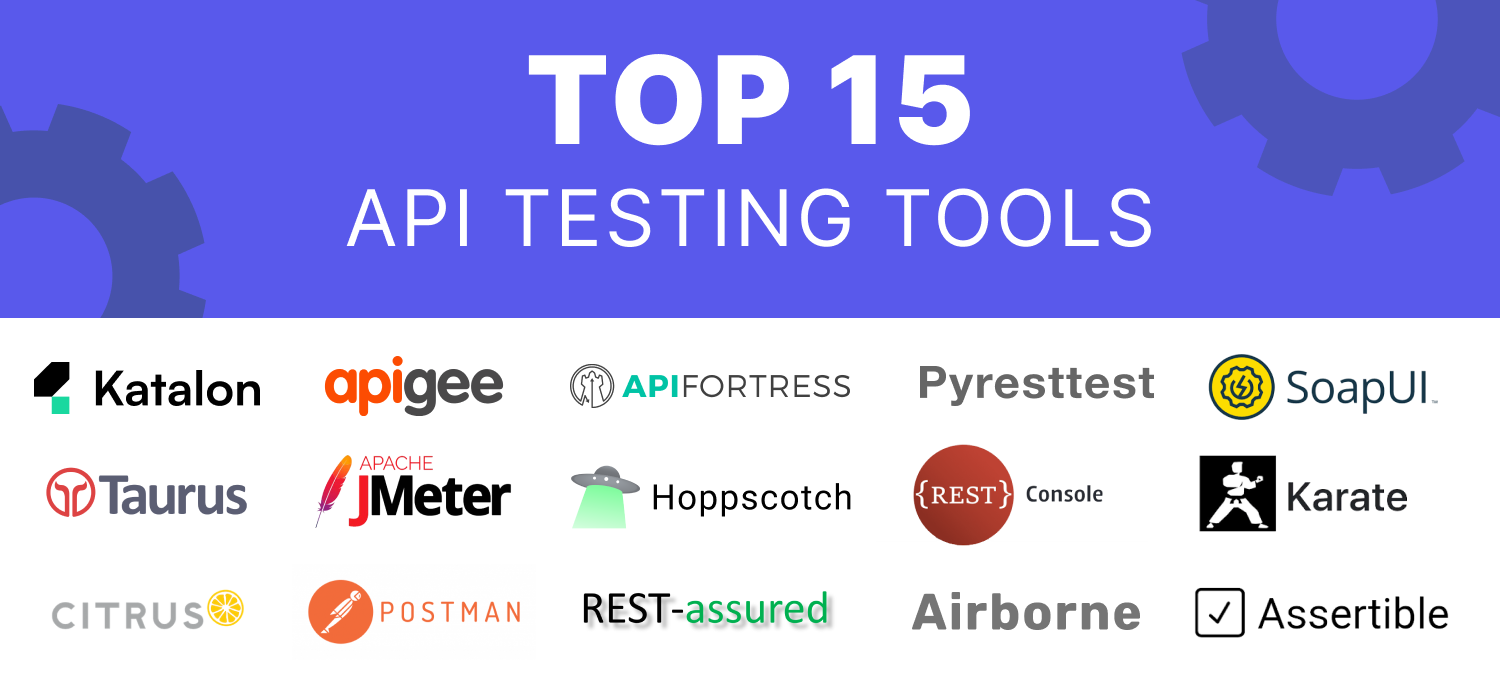 TOP 15
API TESTING TOOLS
Katalon
apigee
APIFORTRESS
Pyresttest
SoapUI™
Taurus
APACHE
JMeter
Hoppscotch
{REST} Console
Karate
CITRUS
POSTMAN
REST-assured
Airborne
Assertible